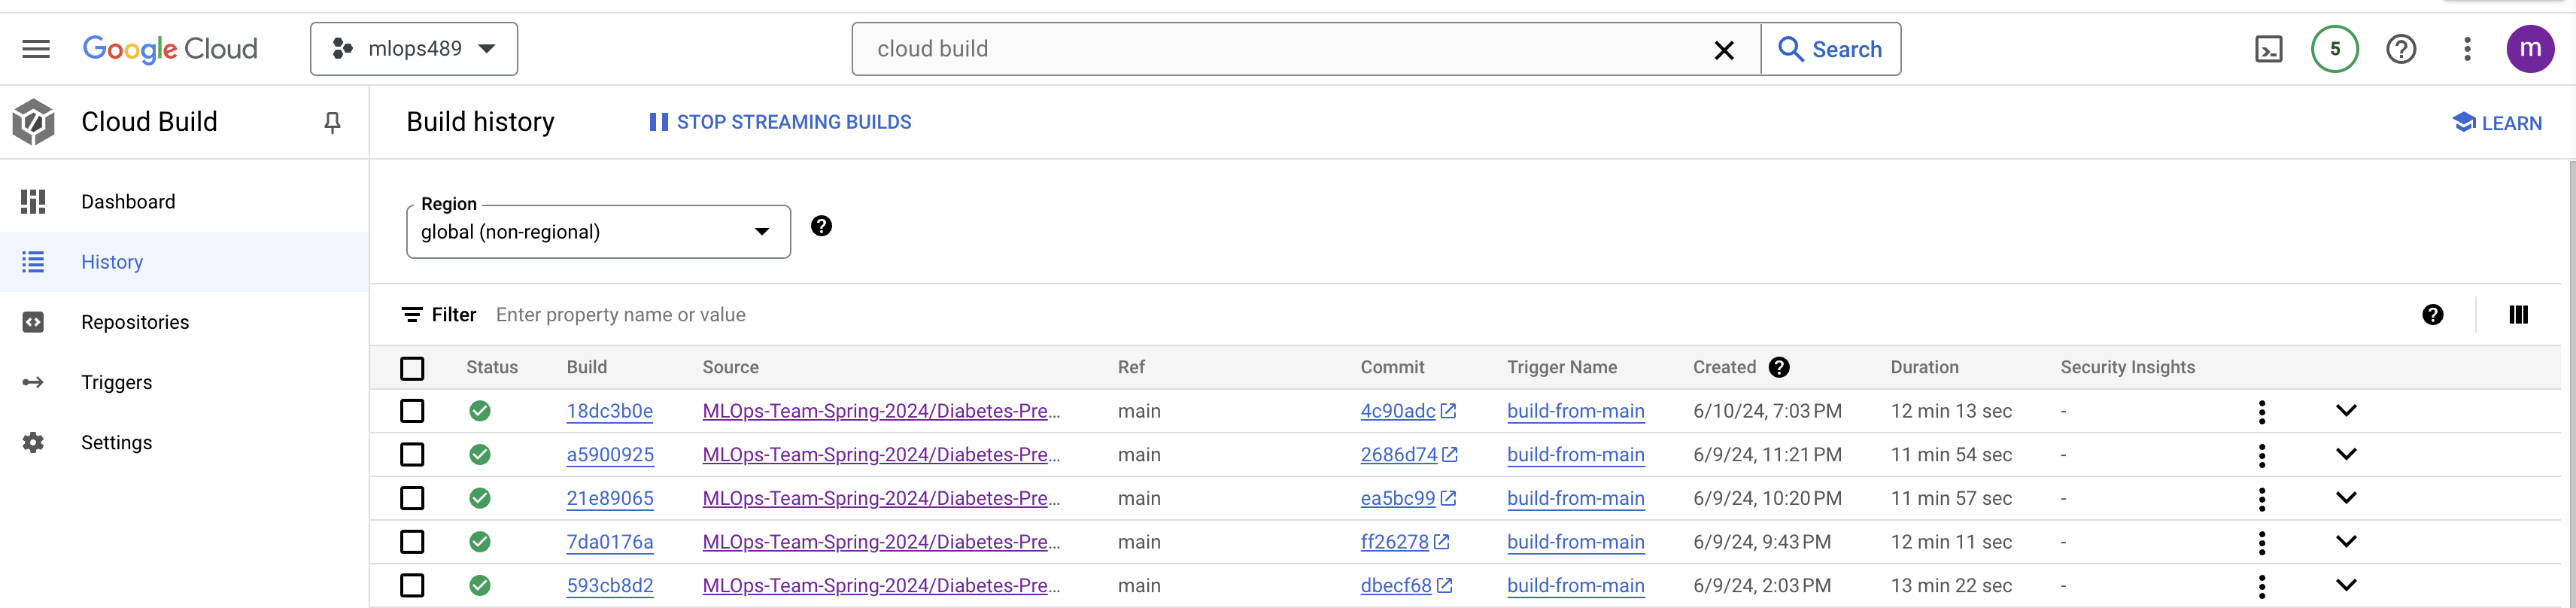 Google Cloud mlops489 cloud build Search 5 m
Cloud Build Build history STOP STREAMING BUILDS LEARN
Dashboard
History
Repositories
Triggers
Settings
Region
global (non-regional)
Filter Enter property name or value
Status Build Source Ref Commit Trigger Name Created Duration Security Insights
18dc3b0e MLOps-Team-Spring-2024/Diabetes-Pre... main 4c90adc build-from-main 6/10/24, 7:03 PM 12 min 13 sec -
a5900925 MLOps-Team-Spring-2024/Diabetes-Pre... main 2686d74 build-from-main 6/9/24, 11:21 PM 11 min 54 sec -
21e89065 MLOps-Team-Spring-2024/Diabetes-Pre... main ea5bc99 build-from-main 6/9/24, 10:20 PM 11 min 57 sec -
7da0176a MLOps-Team-Spring-2024/Diabetes-Pre... main ff26278 build-from-main 6/9/24, 9:43 PM 12 min 11 sec -
593cb8d2 MLOps-Team-Spring-2024/Diabetes-Pre... main dbecf68 build-from-main 6/9/24, 2:03 PM 13 min 22 sec -